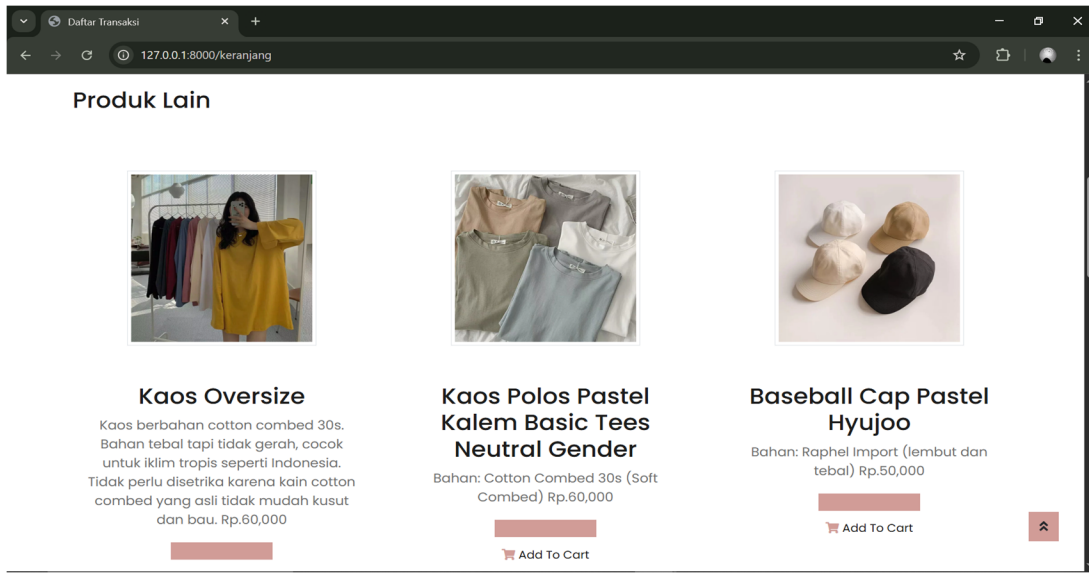 Daftar Transaksi
127.0.0.1:8000/keranjang
Produk Lain
Kaos Oversize
Kaos berbahan cotton combed 30s.
Bahan tebal tapi tidak gerah, cocok
untuk iklim tropis seperti Indonesia.
Tidak perlu disetrika karena kain cotton
combed yang asli tidak mudah kusut
dan bau. Rp.60,000
Kaos Polos Pastel
Kalem Basic Tees
Neutral Gender
Bahan: Cotton Combed 30s (Soft
Combed) Rp.60,000
Add To Cart
Baseball Cap Pastel
Hyujoo
Bahan: Raphel Import (lembut dan
tebal) Rp.50,000
Add To Cart